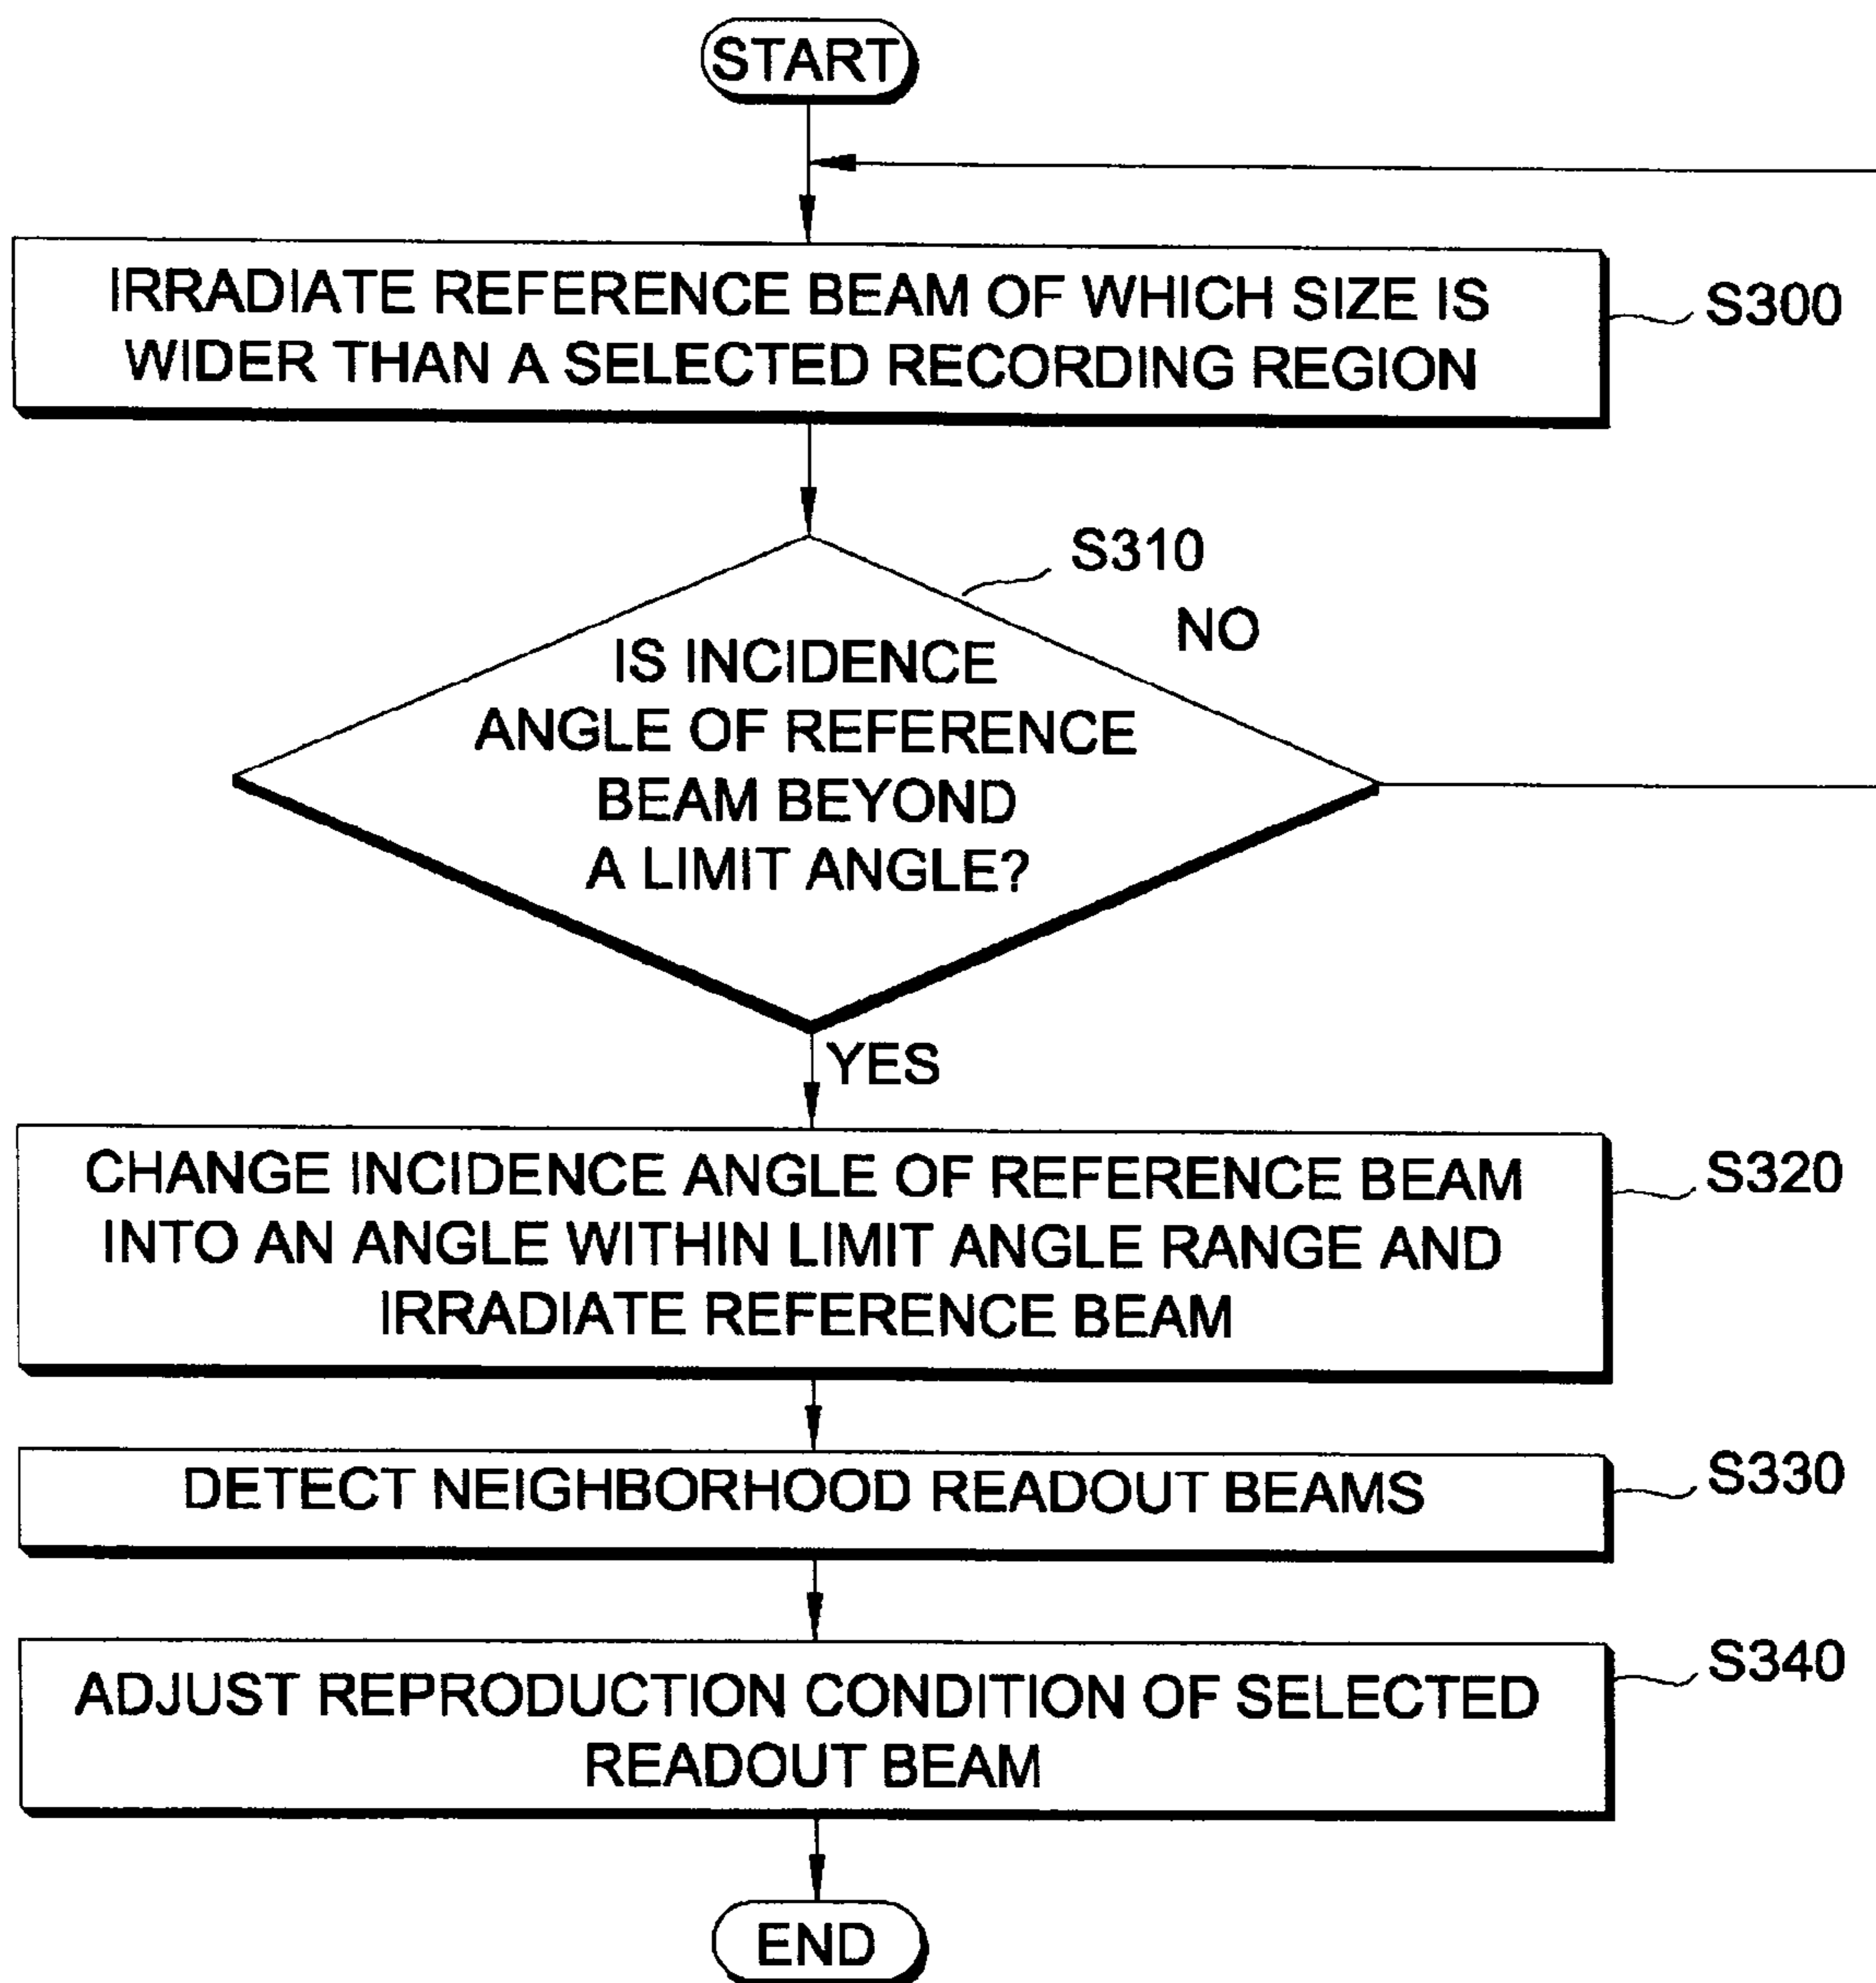 START
IRRADIATE REFERENCE BEAM OF WHICH SIZE IS
WIDER THAN A SELECTED RECORDING REGION
S300
S310
NO
IS INCIDENCE
ANGLE OF REFERENCE
BEAM BEYOND
A LIMIT ANGLE?
YES
CHANGE INCIDENCE ANGLE OF REFERENCE BEAM
INTO AN ANGLE WITHIN LIMIT ANGLE RANGE AND
IRRADIATE REFERENCE BEAM
S320
DETECT NEIGHBORHOOD READOUT BEAMS
S330
ADJUST REPRODUCTION CONDITION OF SELECTED
READOUT BEAM
S340
END